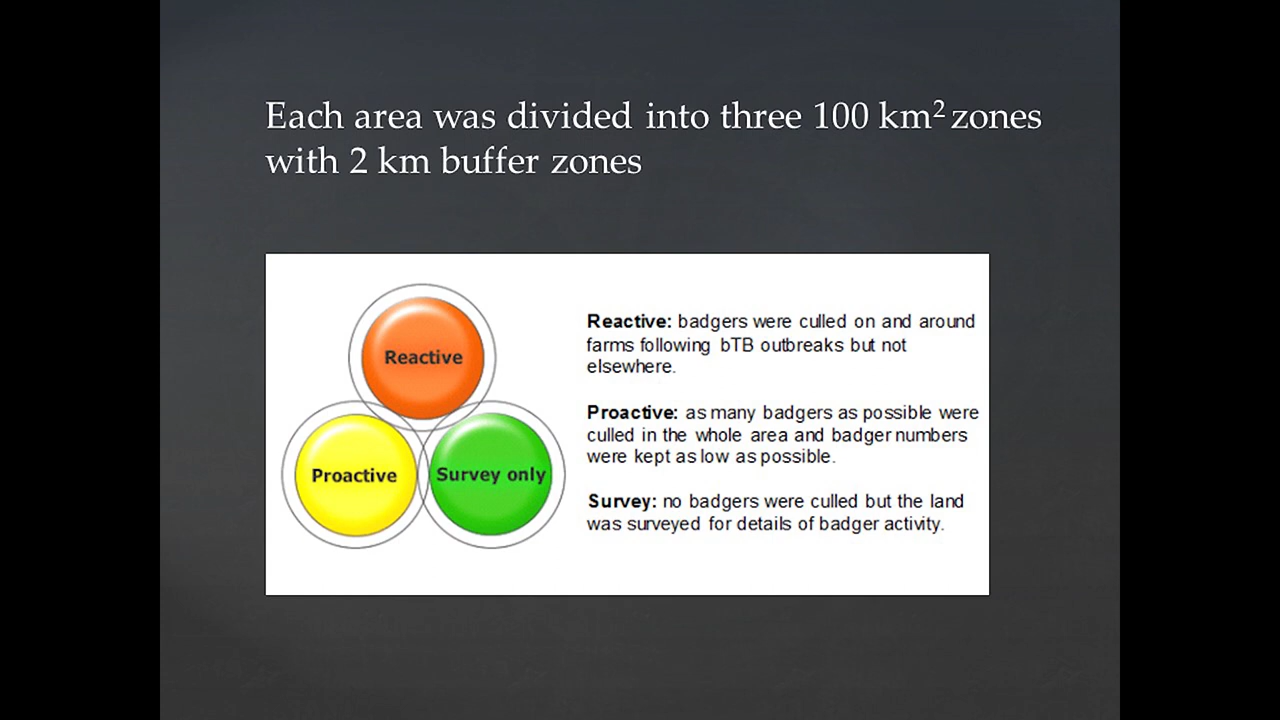 Each area was divided into three 100 km² zones
with 2 km buffer zones
Reactive
Proactive
Survey only
Reactive: badgers were culled on and around
farms following bTB outbreaks but not
elsewhere.
Proactive: as many badgers as possible were
culled in the whole area and badger numbers
were kept as low as possible.
Survey: no badgers were culled but the land
was surveyed for details of badger activity.